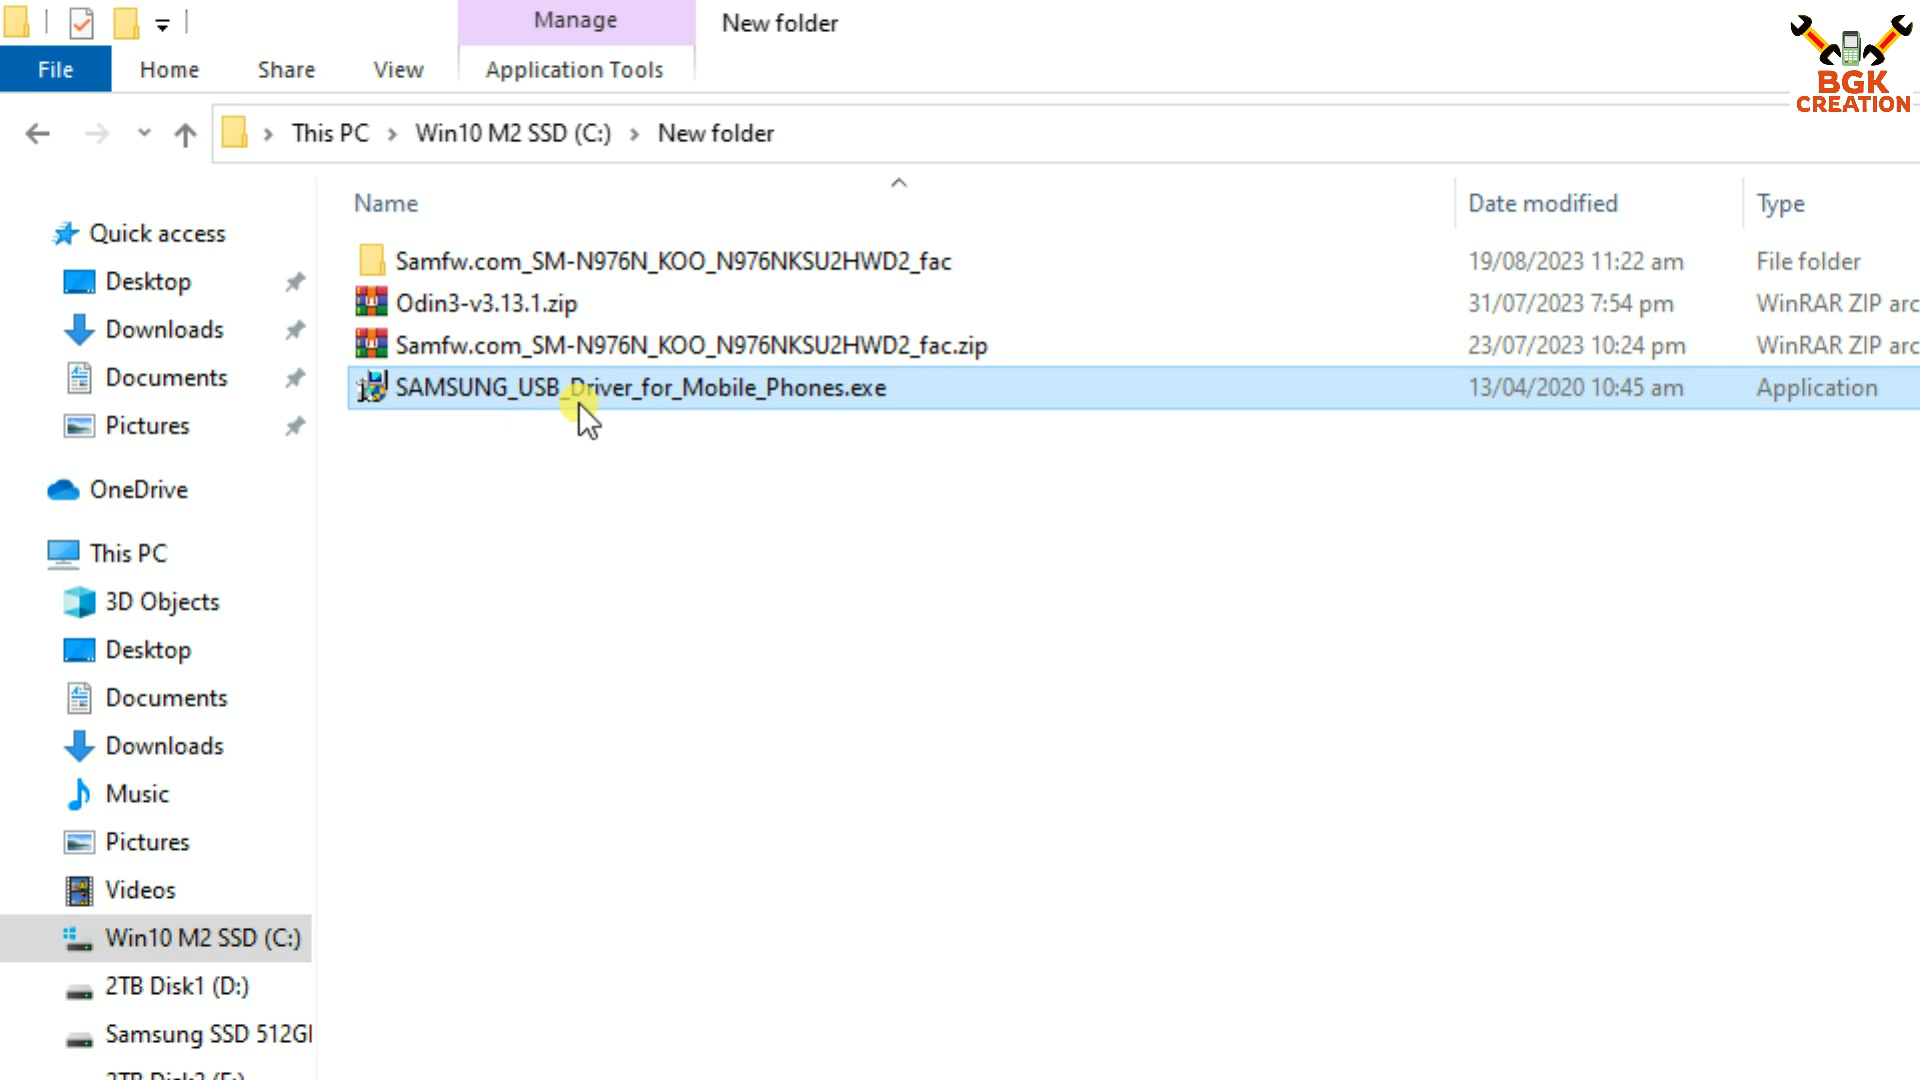 Manage
New folder
File
Home
Share
View
Application Tools
BGK
CREATION
This PC
Win10 M2 SSD (C:)
New folder
Name
Date modified
Type
Quick access
Desktop
Downloads
Documents
Pictures
OneDrive
This PC
3D Objects
Desktop
Documents
Downloads
Music
Pictures
Videos
Win10 M2 SSD (C:)
2TB Disk1 (D:)
Samsung SSD 512G
Samfw.com_SM-N976N_KOO_N976NKSU2HWD2_fac 19/08/2023 11:22 am File folder
Odin3-v3.13.1.zip 31/07/2023 7:54 pm WinRAR ZIP arc
Samfw.com_SM-N976N_KOO_N976NKSU2HWD2_fac.zip 23/07/2023 10:24 pm WinRAR ZIP arc
SAMSUNG_USB_Driver_for_Mobile_Phones.exe 13/04/2020 10:45 am Application